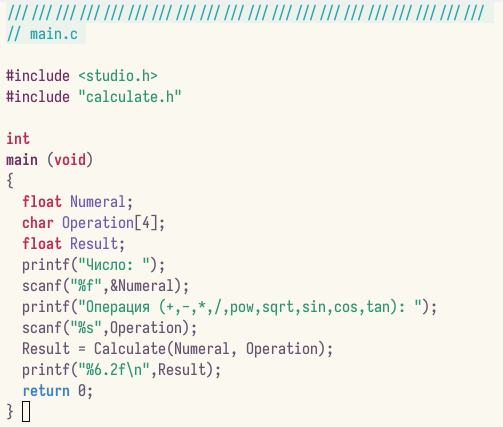 ////////////////////////////////////////////////////////////
// main.c
#include <studio.h>
#include "calculate.h"
int
main (void)
{
  float Numeral;
  char Operation[4];
  float Result;
  printf("Число: ");
  scanf("%f",&Numeral);
  printf("Операция (+,-,*,/,pow,sqrt,sin,cos,tan): ");
  scanf("%s",Operation);
  Result = Calculate(Numeral, Operation);
  printf("%6.2f\n",Result);
  return 0;
}